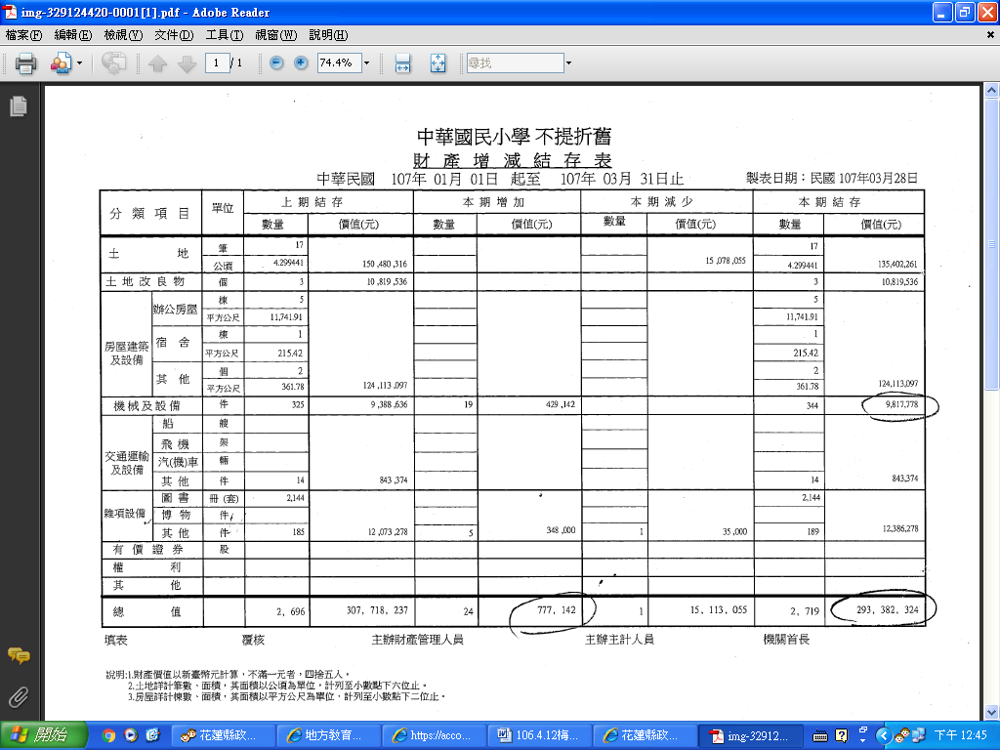 img-329124420-0001[1].pdf - Adobe Reader
檔案(F) 編輯(E) 檢視(V) 文件(D) 工具(T) 視窗(W) 說明(H)
1 / 1 74.4% 尋找
中華國民小學 不提折舊
財產增減結存表
中華民國 107年 01月 01日 起至 107年 03月 31日止 製表日期：民國 107年03月28日
分類項目 單位 上期結存 本期增加 本期減少 本期結存
數量 價值(元) 數量 價值(元) 數量 價值(元) 數量 價值(元)
土地 筆 17 17
公頃 4.299441 150,480,316 15,078,055 4.299441 135,402,261
土地改良物 個 3 10,819,536 3 10,819,536
房屋建築及設備 辦公房屋 棟 5 5
平方公尺 11,741.91 11,741.91
宿舍 棟 1 1
平方公尺 215.42 215.42
其他 個 2 2
平方公尺 361.78 124,113,097 361.78 124,113,097
機械及設備 件 325 9,388,636 19 429,142 344 9,817,778
交通運輸及設備 船 艘
飛機 架
汽(機)車 輛
其他 件 14 843,374 14 843,374
雜項設備 圖書 冊(套) 2,144 2,144
博物 件
其他 件 185 12,073,278 5 348,000 1 35,000 189 12,386,278
有價證券 股
權利
其他
總值 2,696 307,718,237 24 777,142 1 15,113,055 2,719 293,382,324
填表 覆核 主辦財產管理人員 主辦主計人員 機關首長
說明:1.財產價值以新臺幣元計算，不滿一元者，四捨五人。
2.土地詳計筆數、面積，其面積以公頃為單位，計列至小數點下六位止。
3.房屋詳計棟數、面積，其面積以平方公尺為單位，計列至小數點下二位止。
開始 花蓮縣政... 地方教育... https://acco... 106.4.12梅... 花蓮縣政... img-32912... 下午 12:45